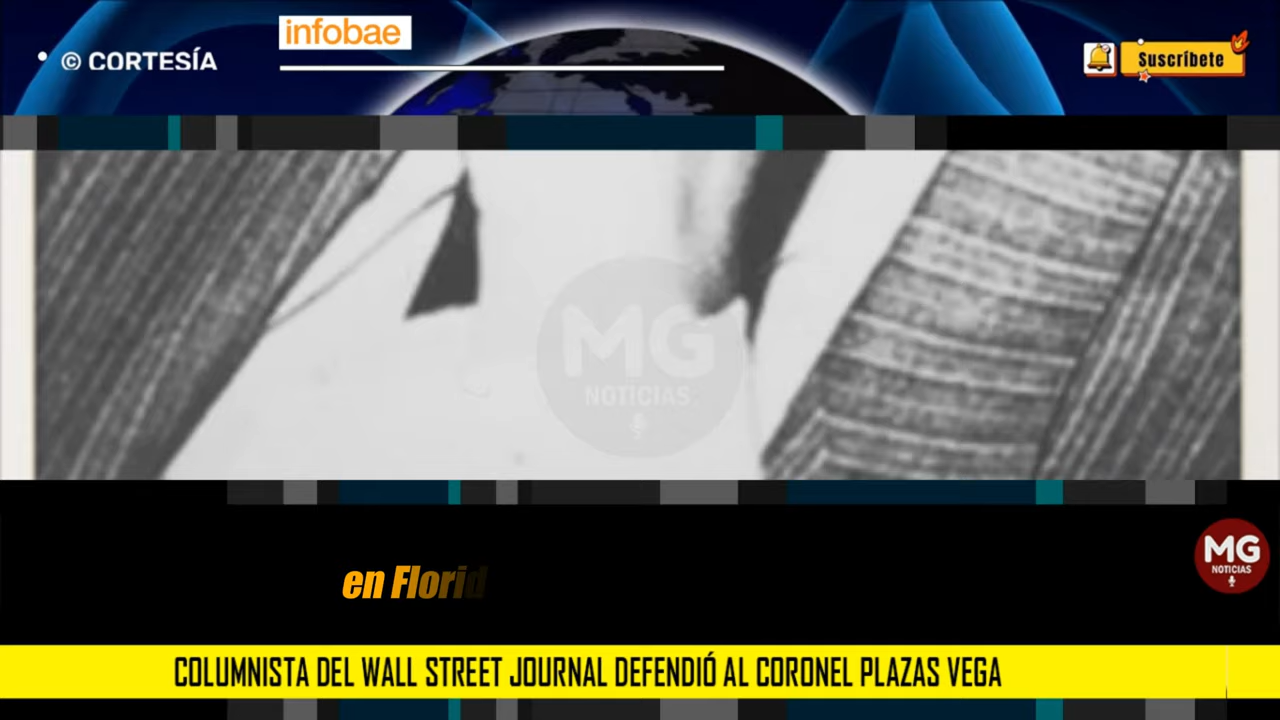 infobae
© CORTESÍA
Suscríbete
MG
NOTICIAS
en Florid
MG
NOTICIAS
COLUMNISTA DEL WALL STREET JOURNAL DEFENDIÓ AL CORONEL PLAZAS VEGA